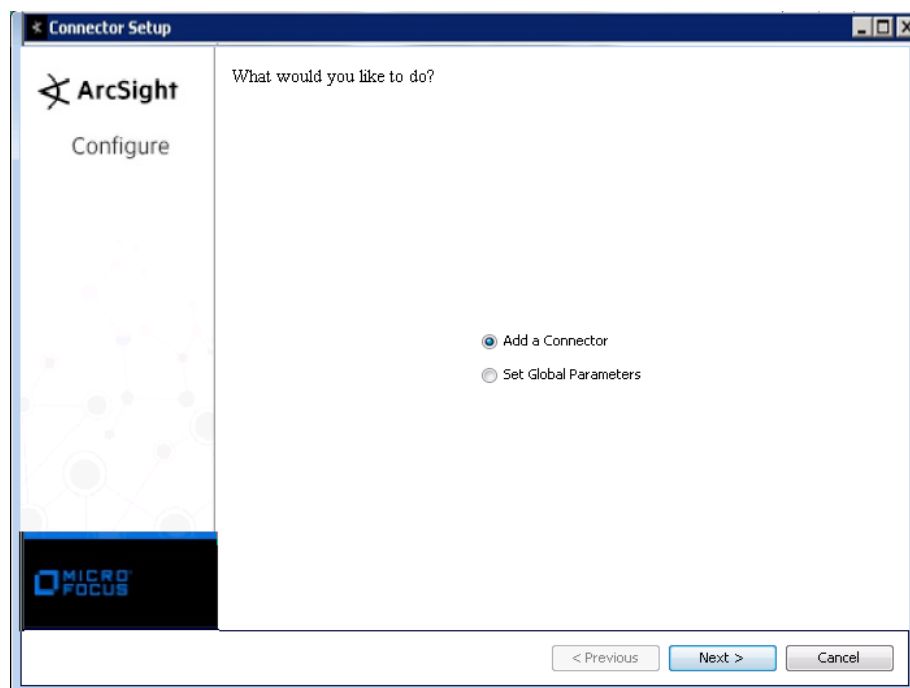 Connector Setup
ArcSight
Configure
What would you like to do?
Add a Connector
Set Global Parameters
MICRO
FOCUS
< Previous
Next >
Cancel